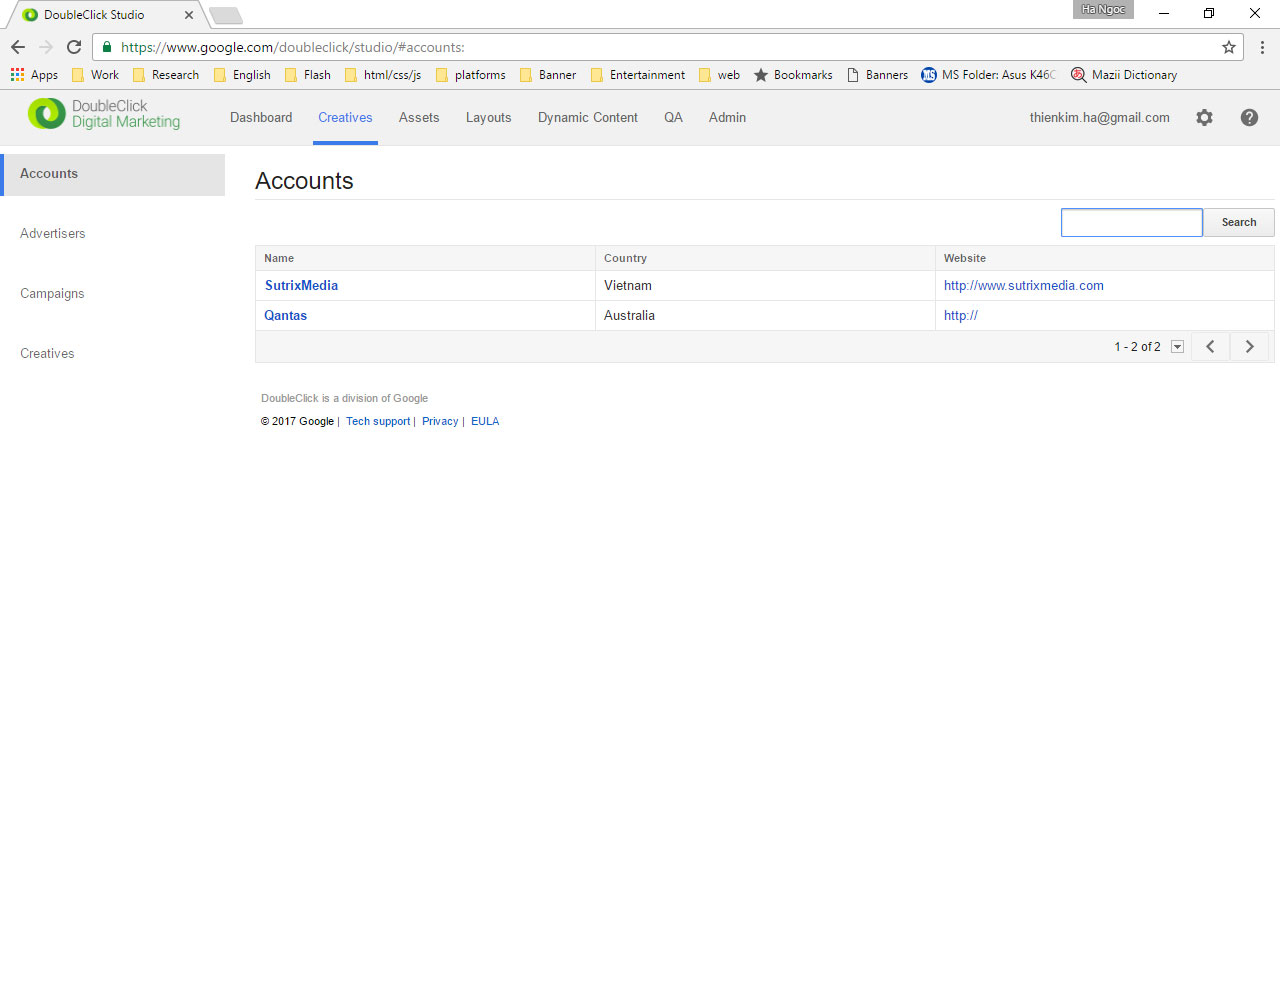 DoubleClick Studio
Ha Ngoc
https://www.google.com/doubleclick/studio/#accounts:
Apps Work Research English Flash html/css/js platforms Banner Entertainment web Bookmarks Banners MS Folder: Asus K46C Mazii Dictionary
DoubleClick
Digital Marketing
Dashboard Creatives Assets Layouts Dynamic Content QA Admin thienkim.ha@gmail.com
Accounts
Advertisers
Campaigns
Creatives
Accounts
Search
Name Country Website
SutrixMedia Vietnam http://www.sutrixmedia.com
Qantas Australia http://
1 - 2 of 2
DoubleClick is a division of Google
© 2017 Google | Tech support | Privacy | EULA